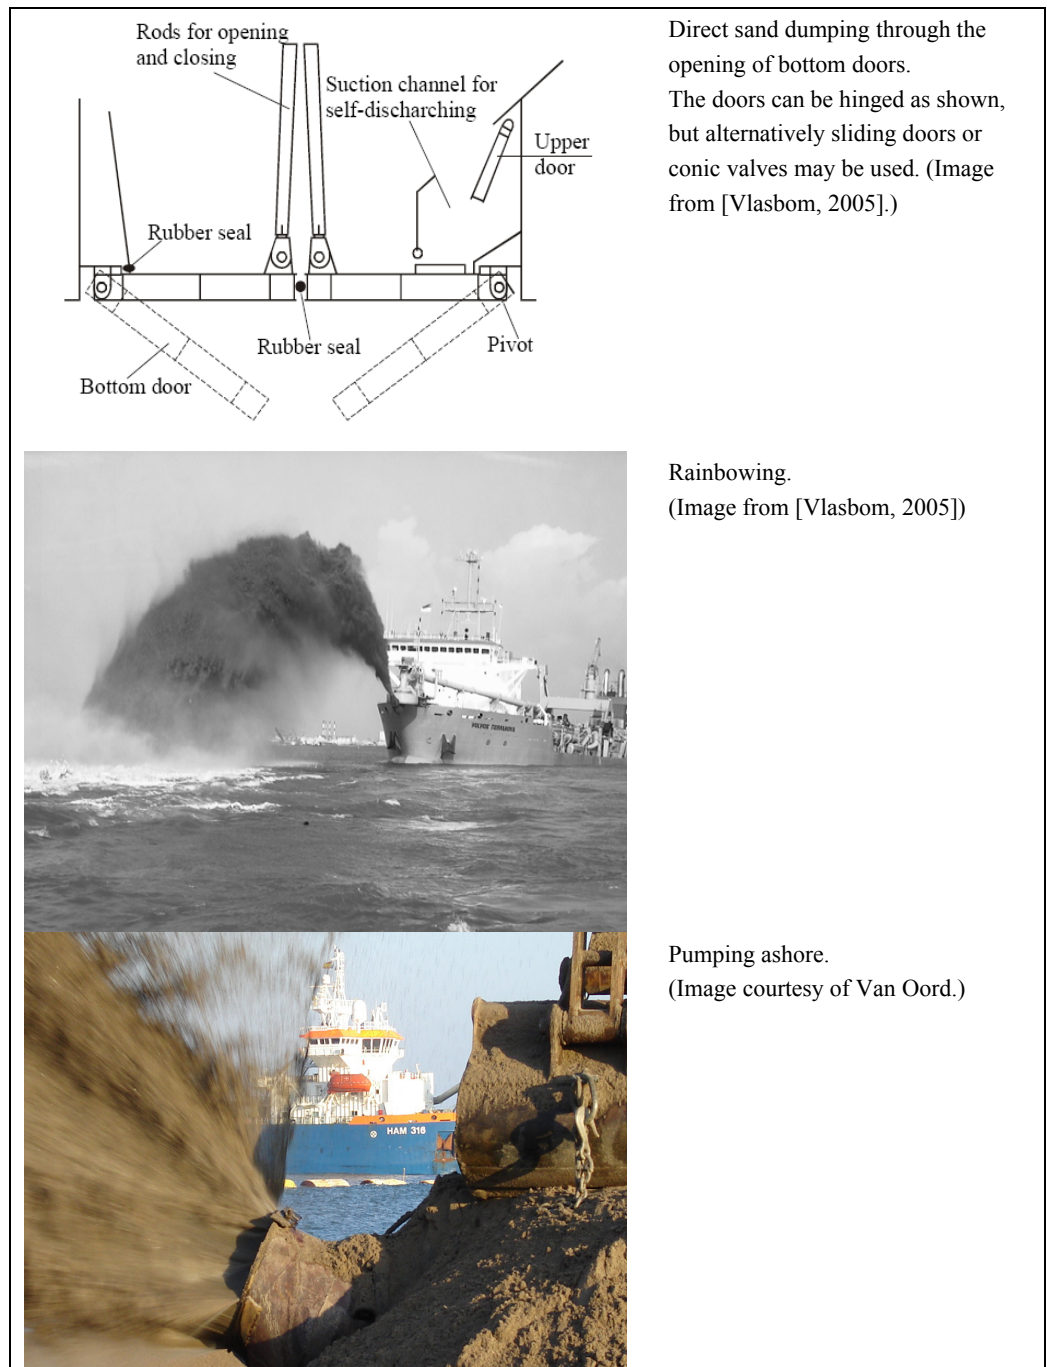 Rods for opening
and closing
Suction channel for
self-discharching
Upper
door
Rubber seal
Rubber seal
Pivot
Bottom door
Direct sand dumping through the
opening of bottom doors.
The doors can be hinged as shown,
but alternatively sliding doors or
conic valves may be used. (Image
from [Vlasbom, 2005].)
Rainbowing.
(Image from [Vlasbom, 2005])
VOLVOX TERRANOVA
Pumping ashore.
(Image courtesy of Van Oord.)
HAM 316